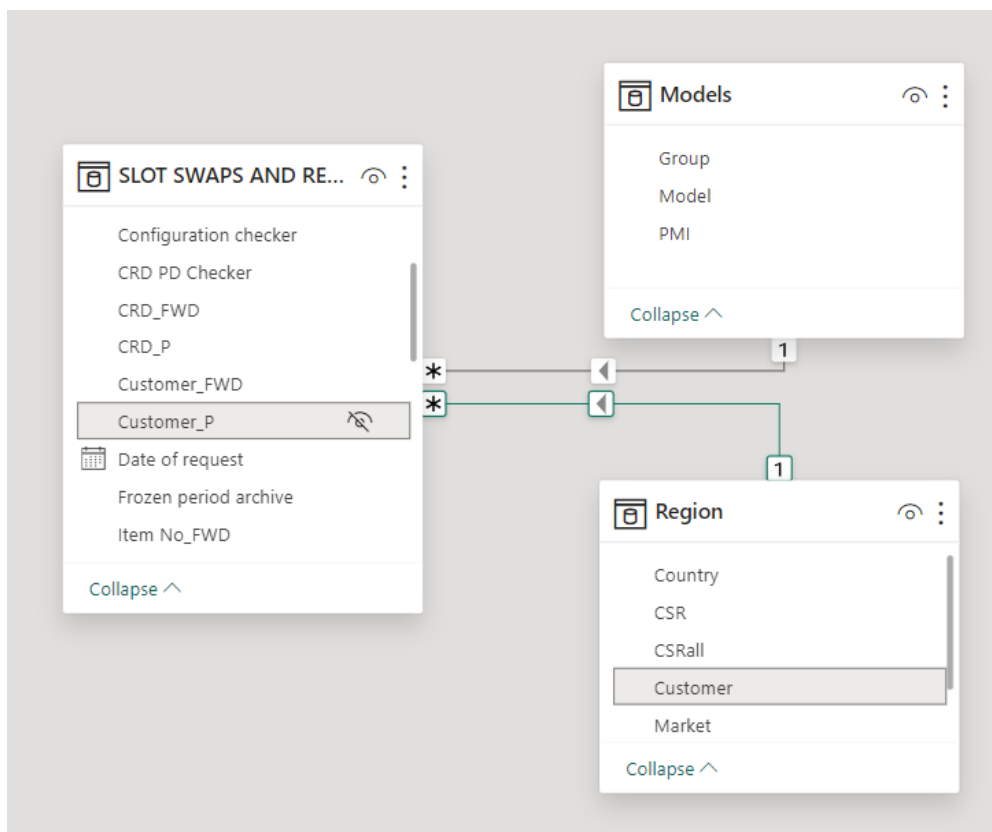 Models
Group
Model
PMI
Collapse
1
SLOT SWAPS AND RE...
Configuration checker
CRD PD Checker
CRD_FWD
CRD_P
Customer_FWD
Customer_P
Date of request
Frozen period archive
Item No_FWD
Collapse
*
*
1
Region
Country
CSR
CSRall
Customer
Market
Collapse